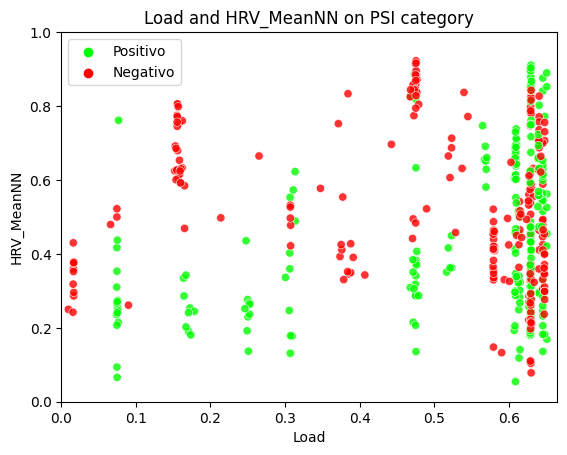 Load and HRV_MeanNN on PSI category
Positivo
Negativo
HRV_MeanNN
1.0
0.8
0.6
0.4
0.2
0.0
0.0 0.1 0.2 0.3 0.4 0.5 0.6
Load